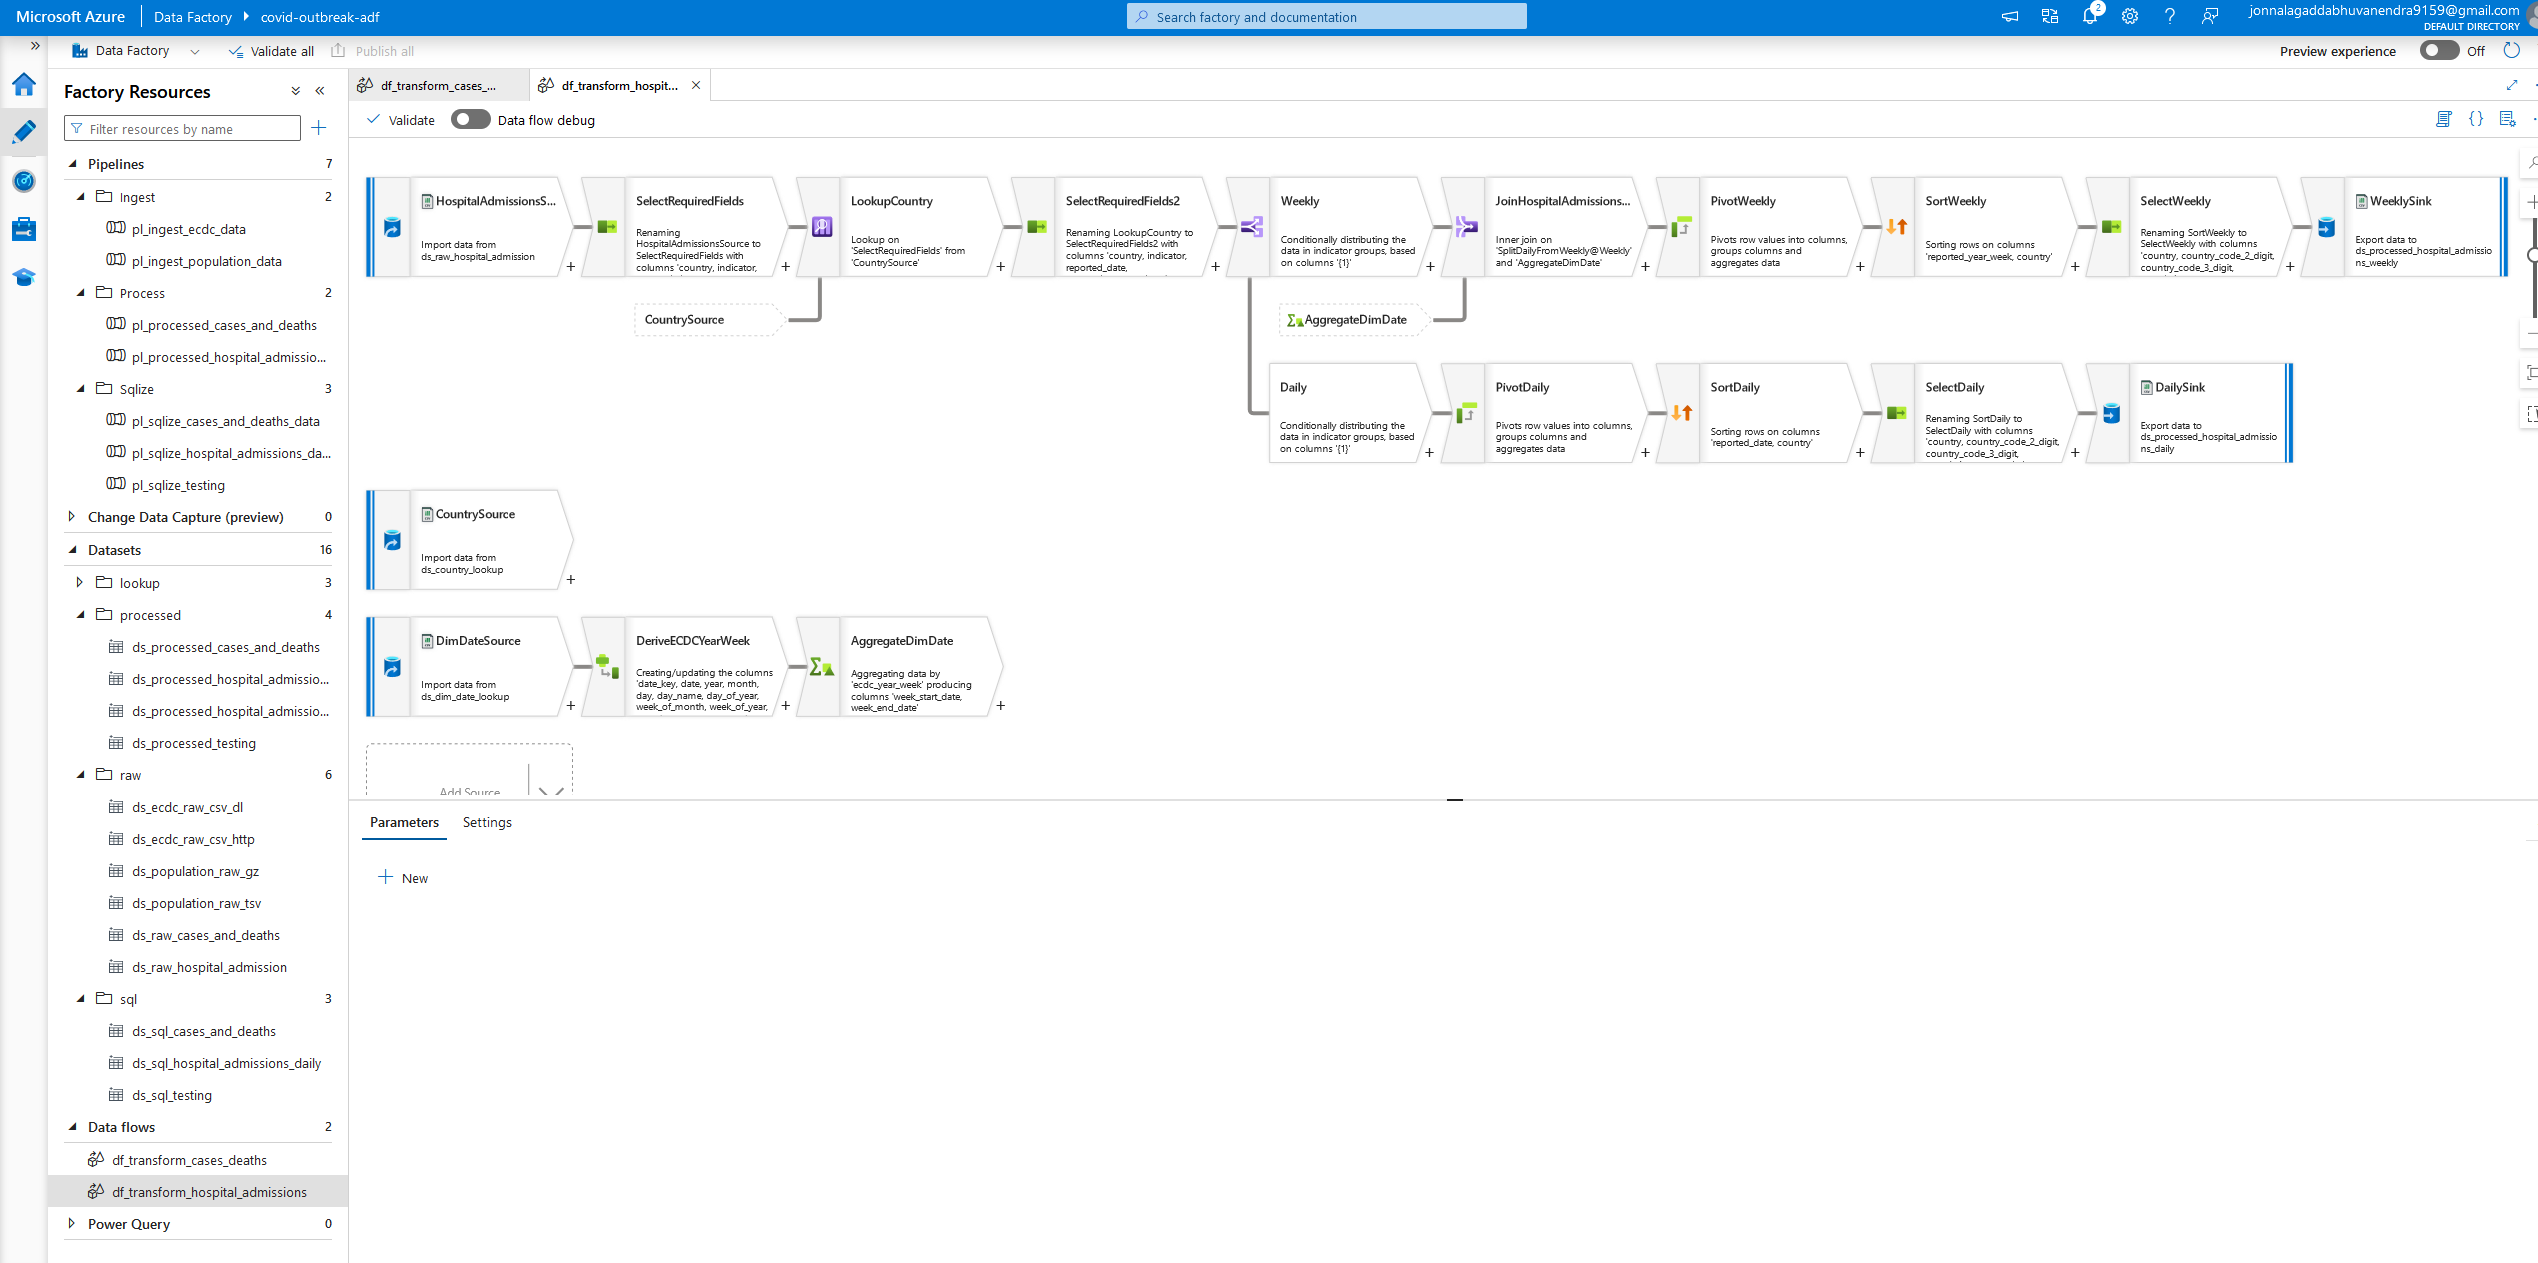 Microsoft Azure
Data Factory
covid-outbreak-adf
Search factory and documentation
2
jonnalagaddabhuvanendra9159@gmail.com
DEFAULT DIRECTORY
Data Factory
Validate all
Publish all
Preview experience
Off
Factory Resources
Filter resources by name
Pipelines 7
Ingest 2
pl_ingest_ecdc_data
pl_ingest_population_data
Process 2
pl_processed_cases_and_deaths
pl_processed_hospital_admissio...
Sqlize 3
pl_sqlize_cases_and_deaths_data
pl_sqlize_hospital_admissions_da...
pl_sqlize_testing
Change Data Capture (preview) 0
Datasets 16
lookup 3
processed 4
ds_processed_cases_and_deaths
ds_processed_hospital_admissio...
ds_processed_hospital_admissio...
ds_processed_testing
raw 6
ds_ecdc_raw_csv_dl
ds_ecdc_raw_csv_http
ds_population_raw_gz
ds_population_raw_tsv
ds_raw_cases_and_deaths
ds_raw_hospital_admission
sql 3
ds_sql_cases_and_deaths
ds_sql_hospital_admissions_daily
ds_sql_testing
Data flows 2
df_transform_cases_deaths
df_transform_hospital_admissions
Power Query 0
df_transform_cases_...
df_transform_hospit...
Validate
Data flow debug
HospitalAdmissionsS...
Import data from
ds_raw_hospital_admission
SelectRequiredFields
Renaming
HospitalAdmissionsSource to
SelectRequiredFields with
columns 'country, indicator,
LookupCountry
Lookup on
'SelectRequiredFields' from
'CountrySource'
SelectRequiredFields2
Renaming LookupCountry to
SelectRequiredFields2 with
columns 'country, indicator,
reported_date,
Weekly
Conditionally distributing the
data in indicator groups, based
on columns '{1}'
JoinHospitalAdmissions...
Inner join on
'SplitDailyFromWeekly@Weekly'
and 'AggregateDimDate'
PivotWeekly
Pivots row values into columns,
groups columns and
aggregates data
SortWeekly
Sorting rows on columns
'reported_year_week, country'
SelectWeekly
Renaming SortWeekly to
SelectWeekly with columns
'country, country_code_2_digit,
country_code_3_digit,
WeeklySink
Export data to
ds_processed_hospital_admissio
ns_weekly
CountrySource
AggregateDimDate
Daily
Conditionally distributing the
data in indicator groups, based
on columns '{1}'
PivotDaily
Pivots row values into columns,
groups columns and
aggregates data
SortDaily
Sorting rows on columns
'reported_date, country'
SelectDaily
Renaming SortDaily to
SelectDaily with columns
'country, country_code_2_digit,
country_code_3_digit,
DailySink
Export data to
ds_processed_hospital_admissio
ns_daily
CountrySource
Import data from
ds_country_lookup
DimDateSource
Import data from
ds_dim_date_lookup
DeriveECDCYearWeek
Creating/updating the columns
'date_key, date, year, month,
day, day_name, day_of_year,
week_of_month, week_of_year,
AggregateDimDate
Aggregating data by
'ecdc_year_week' producing
columns 'week_start_date,
week_end_date'
Add Source
Parameters
Settings
New